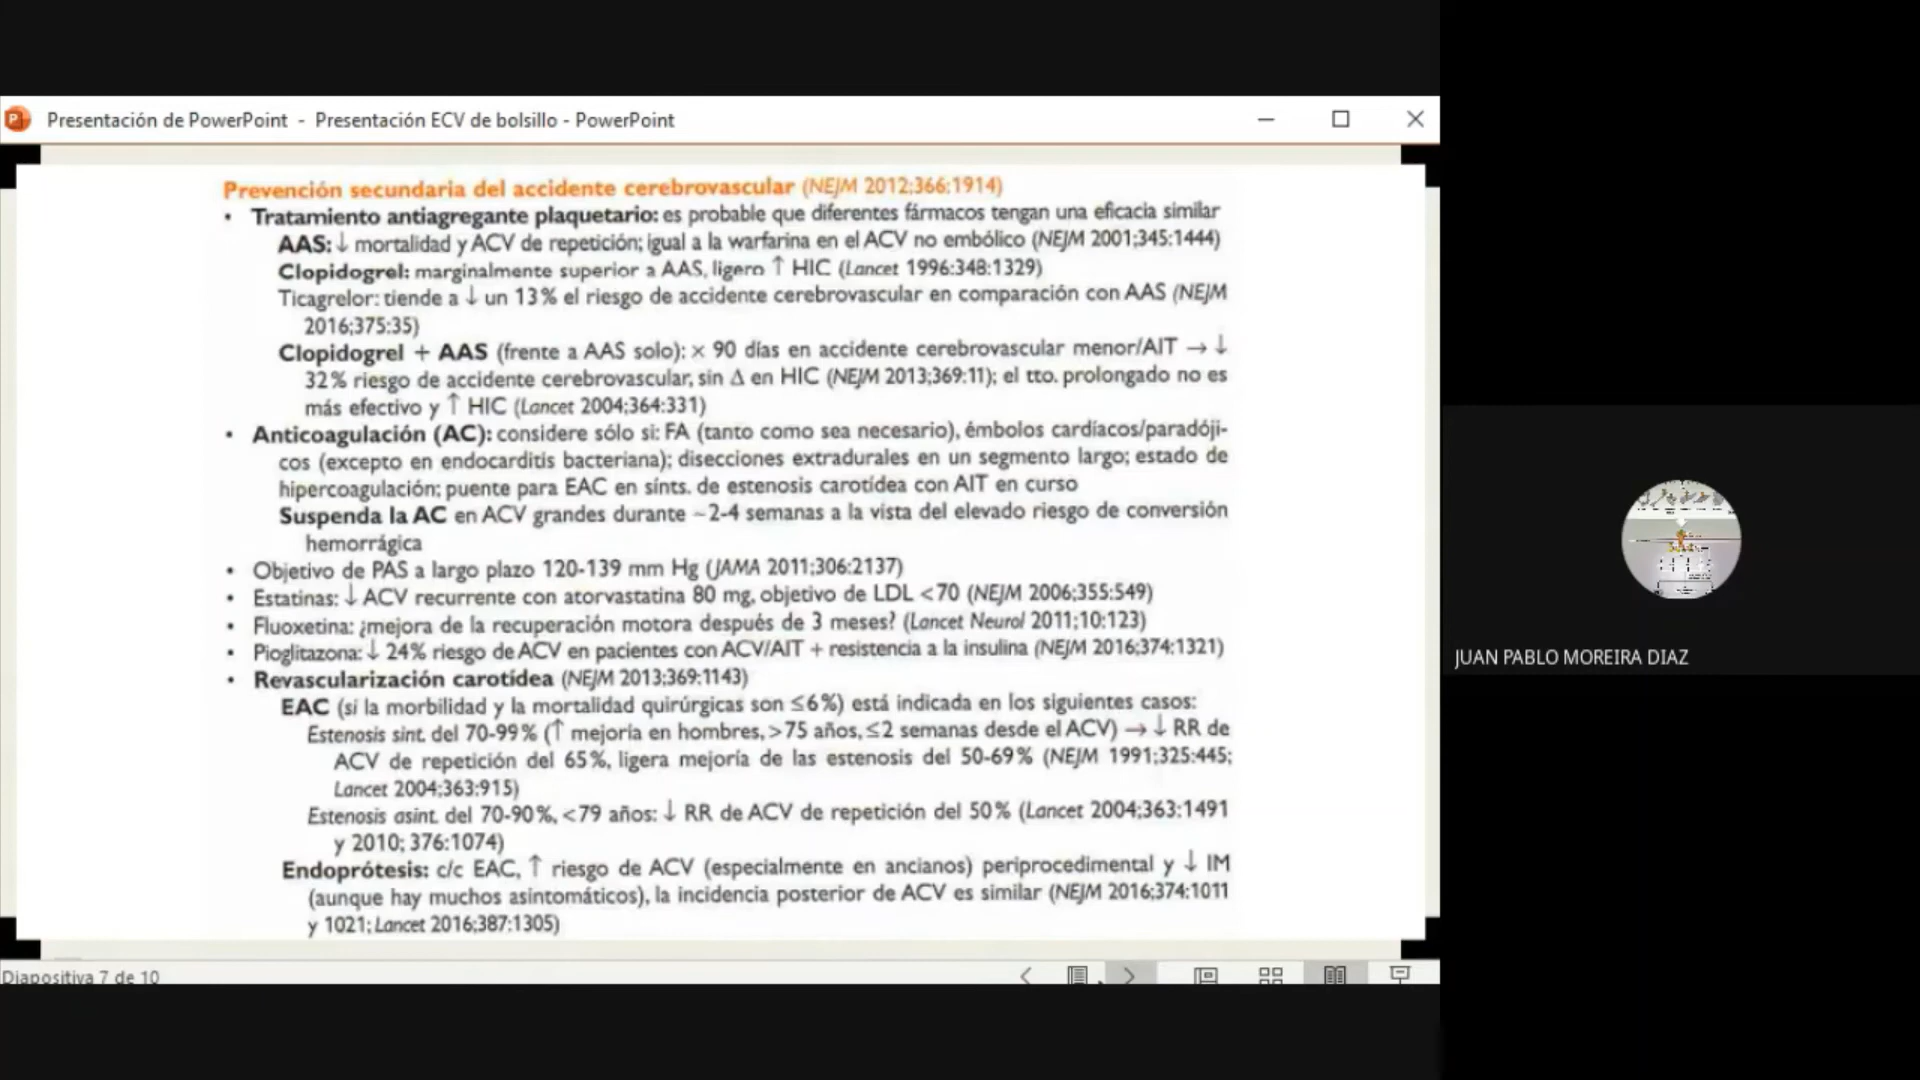 Presentación de PowerPoint - Presentación ECV de bolsillo - PowerPoint
Prevención secundaria del accidente cerebrovascular (NEJM 2012;366:1914)
• Tratamiento antiagregante plaquetario: es probable que diferentes fármacos tengan una eficacia similar
AAS: ↓ mortalidad y ACV de repetición; igual a la warfarina en el ACV no embólico (NEJM 2001;345:1444)
Clopidogrel: marginalmente superior a AAS, ligero ↑ HIC (Lancet 1996:348:1329)
Ticagrelor: tiende a ↓ un 13% el riesgo de accidente cerebrovascular en comparación con AAS (NEJM
2016;375:35)
Clopidogrel + AAS (frente a AAS solo): × 90 días en accidente cerebrovascular menor/AIT → ↓
32% riesgo de accidente cerebrovascular, sin Δ en HIC (NEJM 2013;369:11); el tto. prolongado no es
más efectivo y ↑ HIC (Lancet 2004;364:331)
• Anticoagulación (AC): considere sólo si: FA (tanto como sea necesario), émbolos cardíacos/paradóji-
cos (excepto en endocarditis bacteriana); disecciones extradurales en un segmento largo; estado de
hipercoagulación; puente para EAC en sínts. de estenosis carotídea con AIT en curso
Suspenda la AC en ACV grandes durante ~2-4 semanas a la vista del elevado riesgo de conversión
hemorrágica
• Objetivo de PAS a largo plazo 120-139 mm Hg (JAMA 2011;306:2137)
• Estatinas: ↓ ACV recurrente con atorvastatina 80 mg, objetivo de LDL <70 (NEJM 2006;355:549)
• Fluoxetina: ¿mejora de la recuperación motora después de 3 meses? (Lancet Neurol 2011;10:123)
• Pioglitazona: ↓ 24% riesgo de ACV en pacientes con ACV/AIT + resistencia a la insulina (NEJM 2016;374:1321)
• Revascularización carotídea (NEJM 2013;369:1143)
EAC (si la morbilidad y la mortalidad quirúrgicas son ≤6%) está indicada en los siguientes casos:
Estenosis sint. del 70-99% (↑ mejoría en hombres, >75 años, ≤2 semanas desde el ACV) → ↓ RR de
ACV de repetición del 65%, ligera mejoría de las estenosis del 50-69% (NEJM 1991;325:445;
Lancet 2004;363:915)
Estenosis asint. del 70-90%, <79 años: ↓ RR de ACV de repetición del 50% (Lancet 2004;363:1491
y 2010; 376:1074)
Endoprótesis: c/c EAC, ↑ riesgo de ACV (especialmente en ancianos) periprocedimental y ↓ IM
(aunque hay muchos asintomáticos), la incidencia posterior de ACV es similar (NEJM 2016;374:1011
y 1021; Lancet 2016;387:1305)
Diapositiva 7 de 10
JUAN PABLO MOREIRA DIAZ